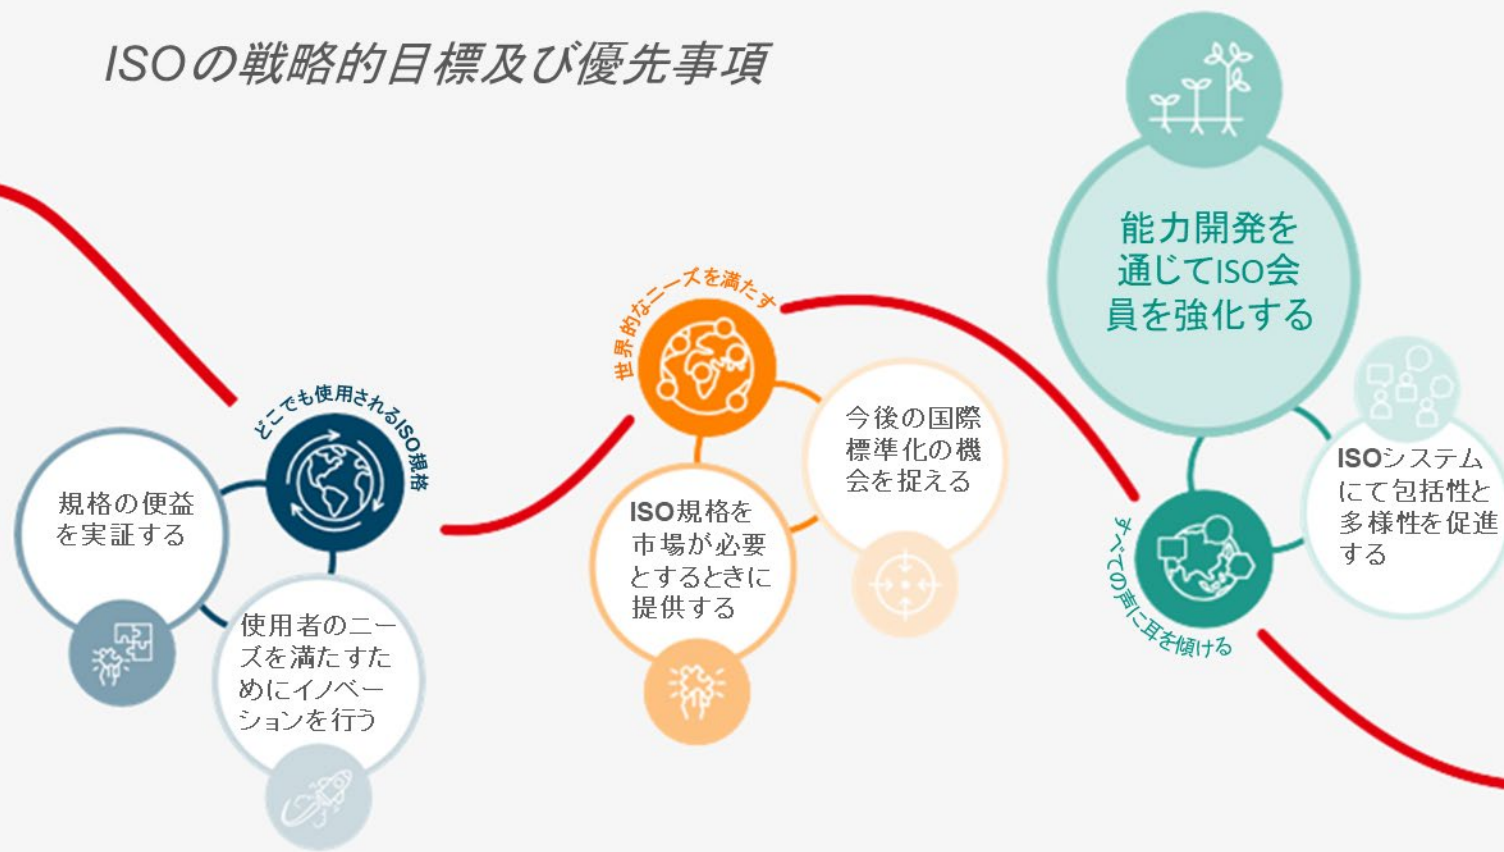 ISOの戦略的目標及び優先事項
どこでも使用されるISO規格
規格の便益
を実証する
使用者のニー
ズを満たすた
めにイノベー
ションを行う
世界的なニーズを満たす
ISO規格を
市場が必要
とするときに
提供する
今後の国際
標準化の機
会を捉える
能力開発を
通じてISO会
員を強化する
すべての声に耳を傾ける
ISOシステム
にて包括性と
多様性を促進
する